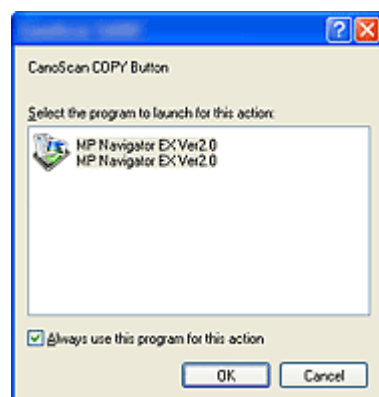 CanoScan COPY Button
Select the program to launch for this action:
MP Navigator EX Ver2.0
MP Navigator EX Ver2.0
Always use this program for this action
OK
Cancel